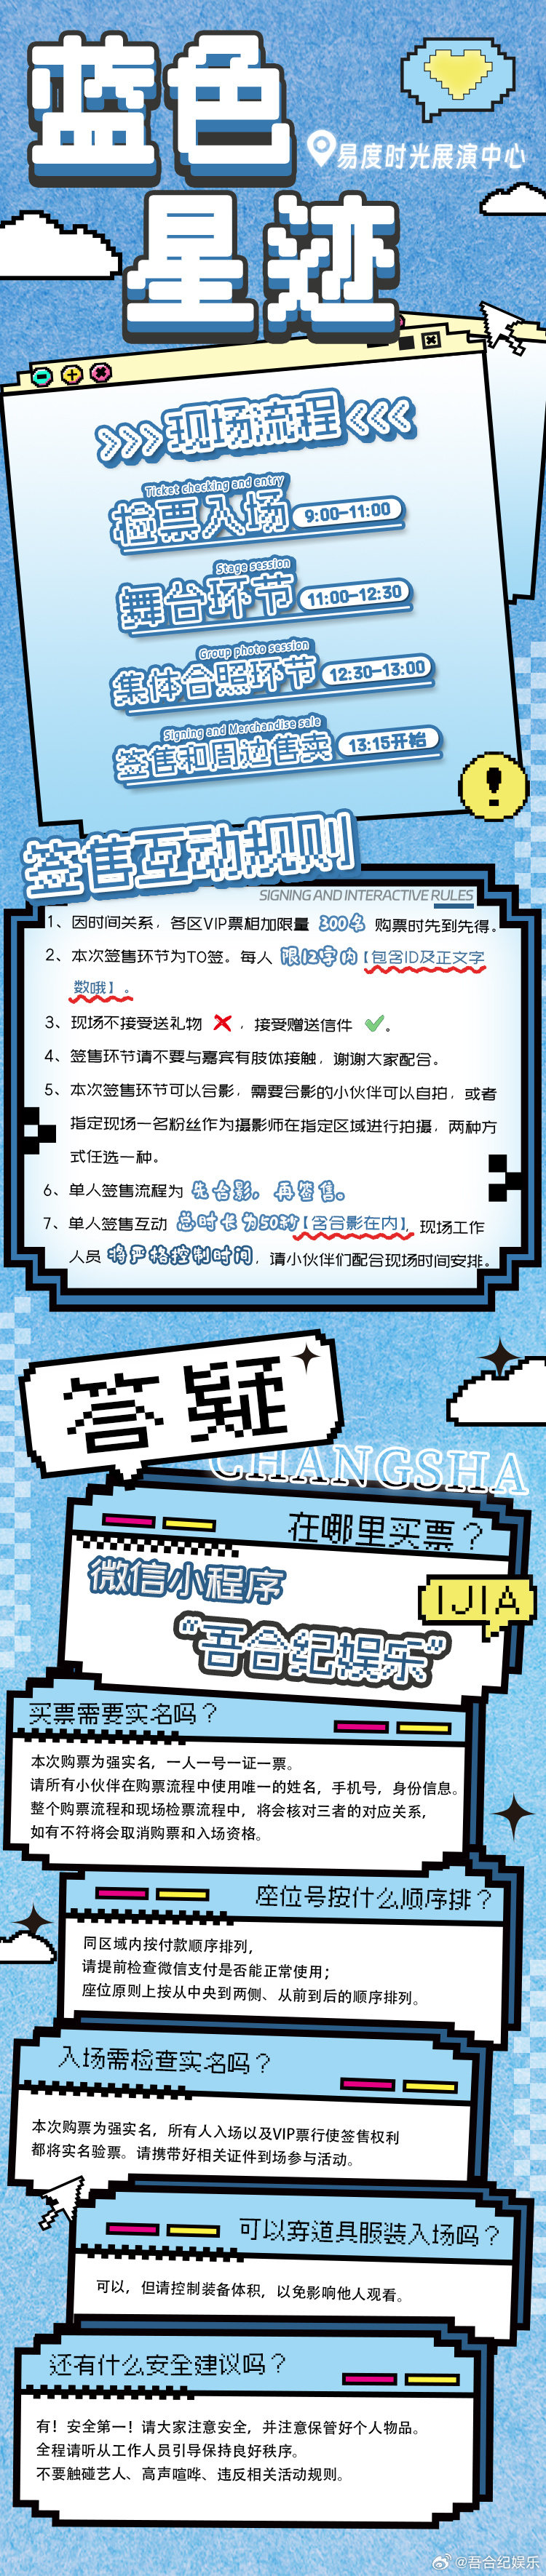 蓝色
星迹
易度时光展演中心
>>>现场流程<<<
Ticket checking and entry
检票入场 9:00-11:00
Stage session
舞台环节 11:00-12:30
Group photo session
集体合照环节 12:30-13:00
Signing and Merchandise sale
签售和周边售卖 13:15开始
签售互动规则
SIGNING AND INTERACTIVE RULES
1、因时间关系，各区VIP票相加限量 300名 购票时先到先得。
2、本次签售环节为TO签。每人 限12字内【包含ID及正文字
数哦】。
3、现场不接受送礼物 ❌，接受赠送信件 ✔。
4、签售环节请不要与嘉宾有肢体接触，谢谢大家配合。
5、本次签售环节可以合影，需要合影的小伙伴可以自拍，或者
指定现场一名粉丝作为摄影师在指定区域进行拍摄，两种方
式任选一种。
6、单人签售流程为 先合影，再签售。
7、单人签售互动 总时长为50秒【含合影在内】，现场工作
人员 将严格控制时间，请小伙伴们配合现场时间安排。
答疑
CHANGSHA
在哪里买票？
微信小程序
IJIA
“吾合纪娱乐”
买票需要实名吗？
本次购票为强实名，一人一号一证一票。
请所有小伙伴在购票流程中使用唯一的姓名，手机号，身份信息。
整个购票流程和现场检票流程中，将会核对三者的对应关系，
如有不符将会取消购票和入场资格。
座位号按什么顺序排？
同区域内按付款顺序排列，
请提前检查微信支付是否能正常使用；
座位原则上按从中央到两侧、从前到后的顺序排列。
入场需检查实名吗？
本次购票为强实名，所有人入场以及VIP票行使签售权利
都将实名验票。请携带好相关证件到场参与活动。
可以穿道具服装入场吗？
可以，但请控制装备体积，以免影响他人观看。
还有什么安全建议吗？
有！安全第一！请大家注意安全，并注意保管好个人物品。
全程请听从工作人员引导保持良好秩序。
不要触碰艺人、高声喧哗、违反相关活动规则。
@吾合纪娱乐